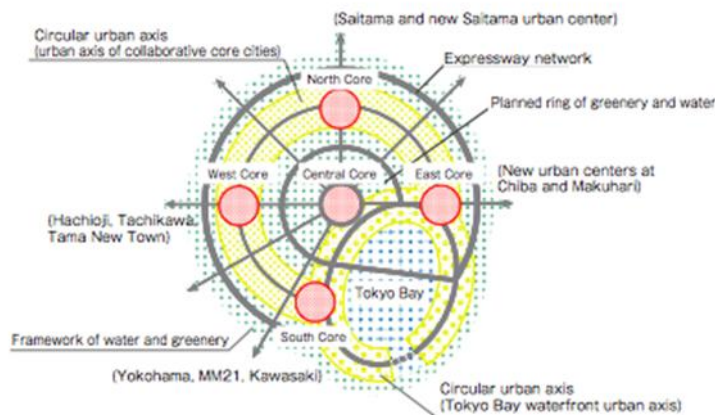 (Saitama and new Saitama urban center)
Circular urban axis
(urban axis of collaborative core cities)
Expressway network
North Core
Planned ring of greenery and water
West Core
Central Core
East Core
(New urban centers at
Chiba and Makuhari)
(Hachioji, Tachikawa,
Tama New Town)
Tokyo Bay
Framework of water and greenery
South Core
(Yokohama, MM21, Kawasaki)
Circular urban axis
(Tokyo Bay waterfront urban axis)